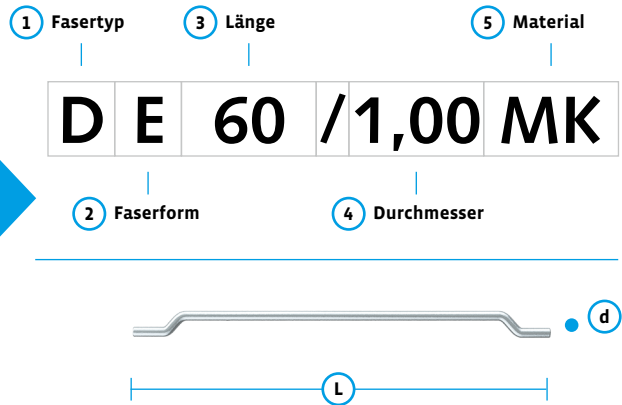 1 Fasertyp 3 Länge 5 Material
D E 60 / 1,00 MK
2 Faserform 4 Durchmesser
d
L